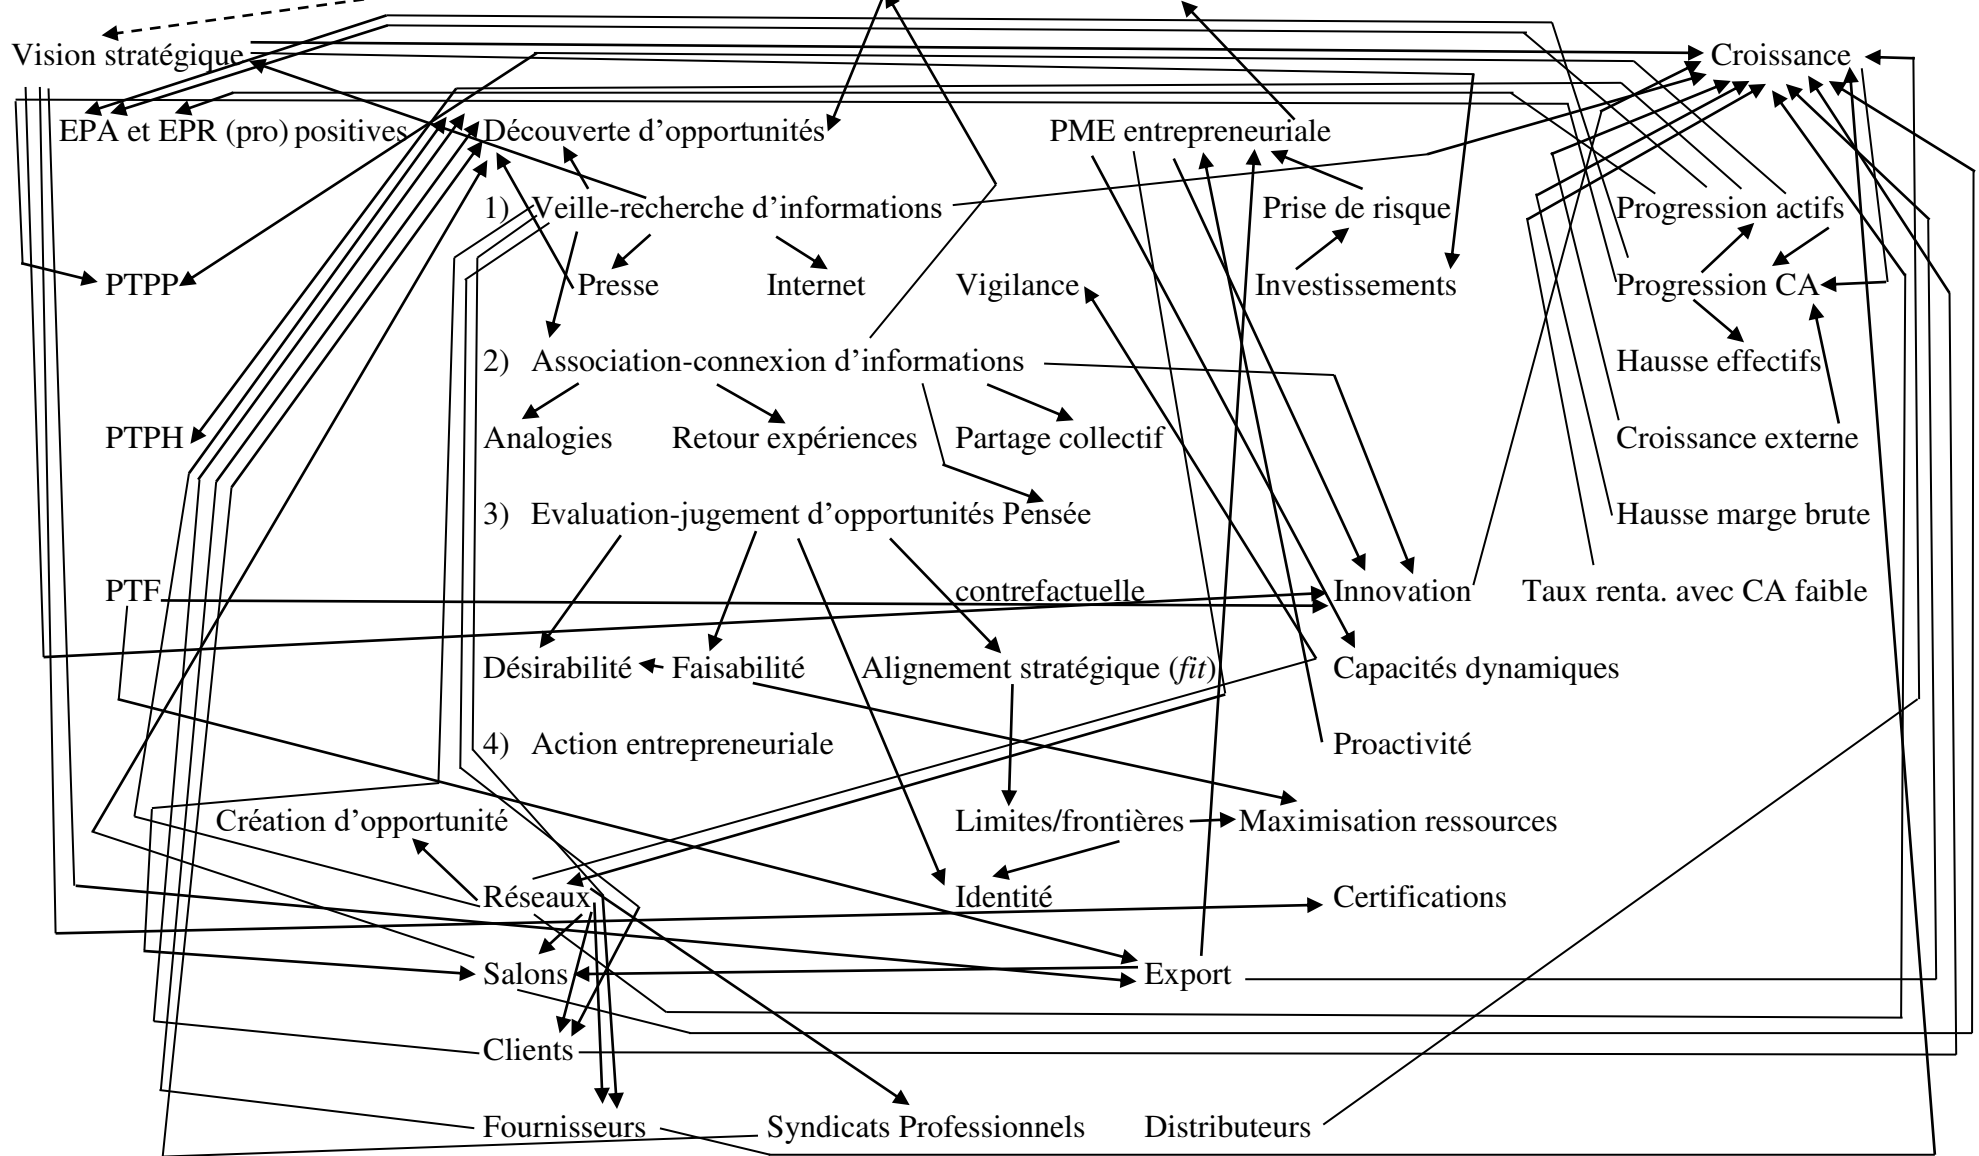 Vision stratégique Croissance
EPA et EPR (pro) positives Découverte d’opportunités PME entrepreneuriale
1) Veille-recherche d’informations Prise de risque Progression actifs
PTPP Presse Internet Vigilance Investissements Progression CA
2) Association-connexion d’informations Hausse effectifs
PTPH Analogies Retour expériences Partage collectif Croissance externe
3) Evaluation-jugement d’opportunités Pensée Hausse marge brute
PTF contrefactuelle Innovation Taux renta. avec CA faible
Désirabilité Faisabilité Alignement stratégique (fit) Capacités dynamiques
4) Action entrepreneuriale Proactivité
Création d’opportunité Limites/frontières Maximisation ressources
Réseaux Identité Certifications
Salons Export
Clients
Fournisseurs Syndicats Professionnels Distributeurs